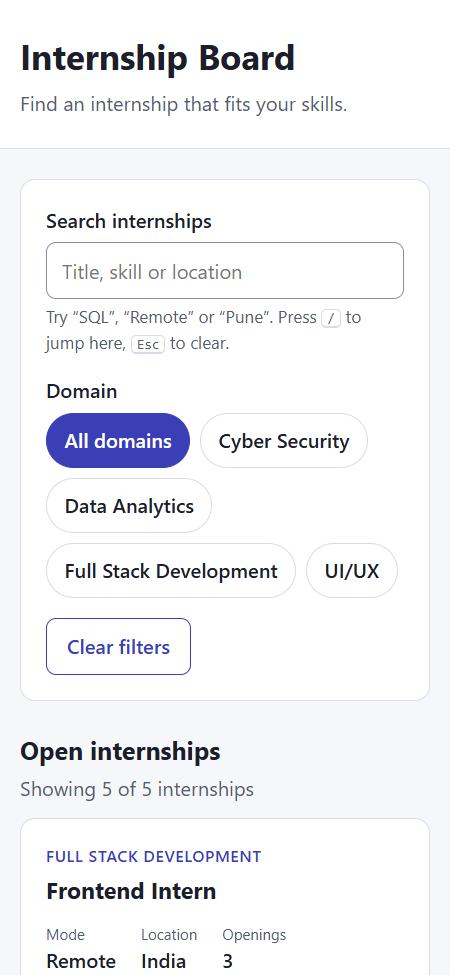 Internship Board
Find an internship that fits your skills.
Search internships
Title, skill or location
Try “SQL”, “Remote” or “Pune”. Press / to
jump here, Esc to clear.
Domain
All domains
Cyber Security
Data Analytics
Full Stack Development
UI/UX
Clear filters
Open internships
Showing 5 of 5 internships
FULL STACK DEVELOPMENT
Frontend Intern
Mode Location Openings
Remote India 3